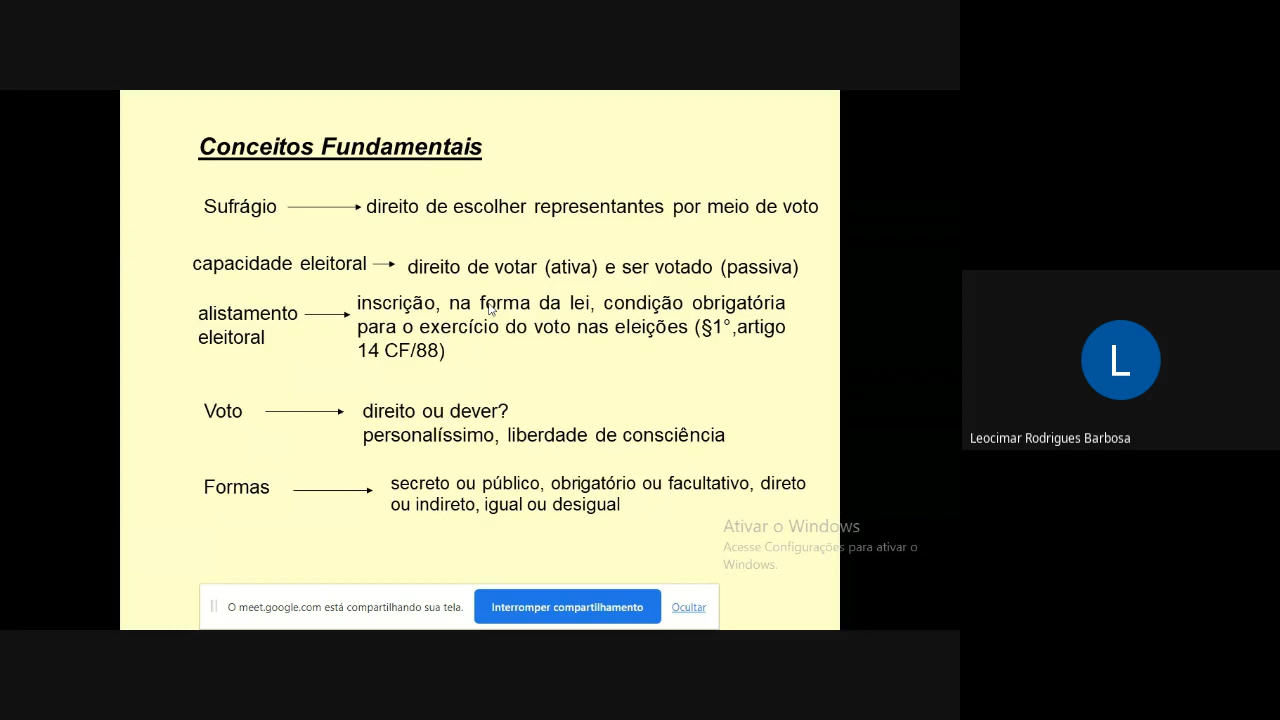 Conceitos Fundamentais
Sufrágio direito de escolher representantes por meio de voto
capacidade eleitoral direito de votar (ativa) e ser votado (passiva)
alistamento
eleitoral
inscrição, na forma da lei, condição obrigatória
para o exercício do voto nas eleições (§1°,artigo
14 CF/88)
Voto direito ou dever?
personalíssimo, liberdade de consciência
Formas secreto ou público, obrigatório ou facultativo, direto
ou indireto, igual ou desigual
Ativar o Windows
Acesse Configurações para ativar o
Windows.
O meet.google.com está compartilhando sua tela. Interromper compartilhamento Ocultar
L
Leocimar Rodrigues Barbosa